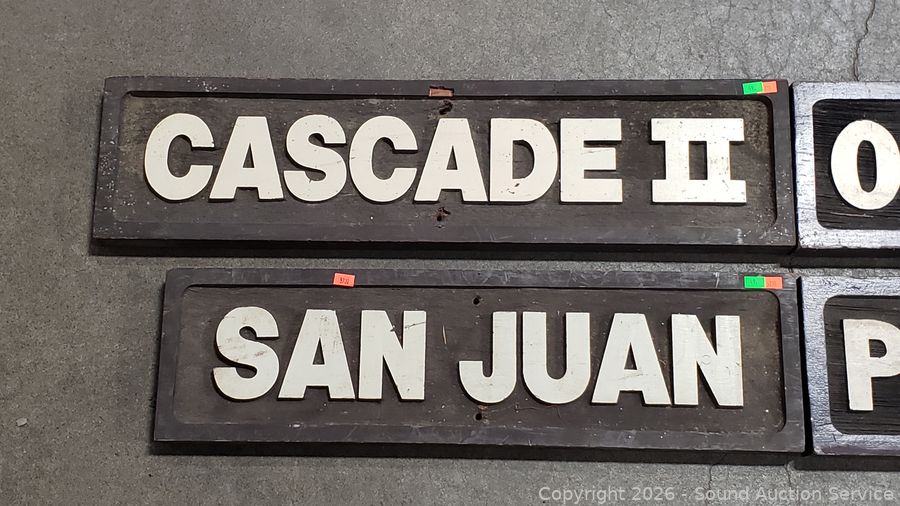 CASCADE II
O
SAN JUAN
P
Copyright 2026 - Sound Auction Service